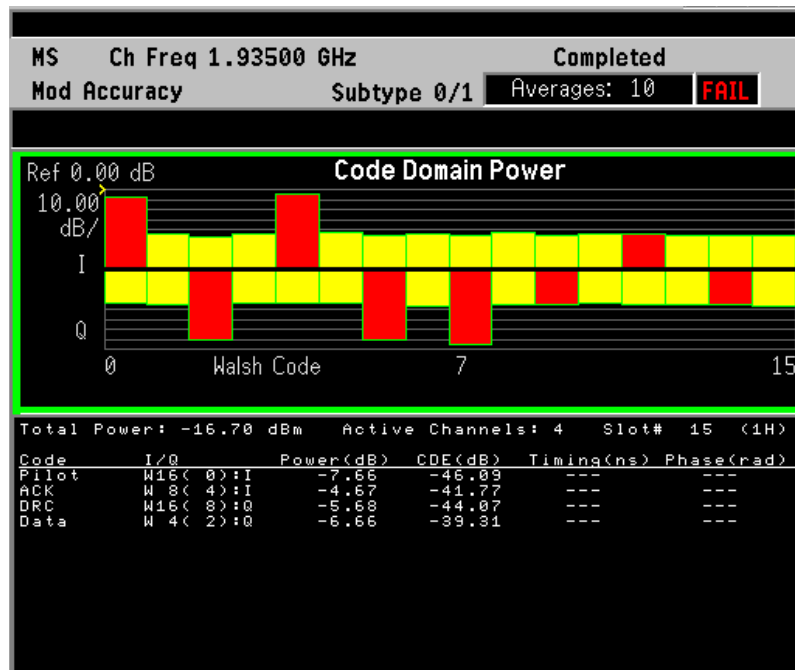 MS Ch Freq 1.93500 GHz Completed
Mod Accuracy Subtype 0/1 Averages: 10 FAIL
Ref 0.00 dB Code Domain Power
10.00
dB/
I
Q
0 Walsh Code 7 15
Total Power: -16.70 dBm Active Channels: 4 Slot# 15 (1H)
Code I/Q Power(dB) CDE(dB) Timing(ns) Phase(rad)
Pilot W16( 0):I -7.66 -46.09 --- ---
ACK W 8( 4):I -4.67 -41.77 --- ---
DRC W16( 8):Q -5.68 -44.07 --- ---
Data W 4( 2):Q -6.66 -39.31 --- ---